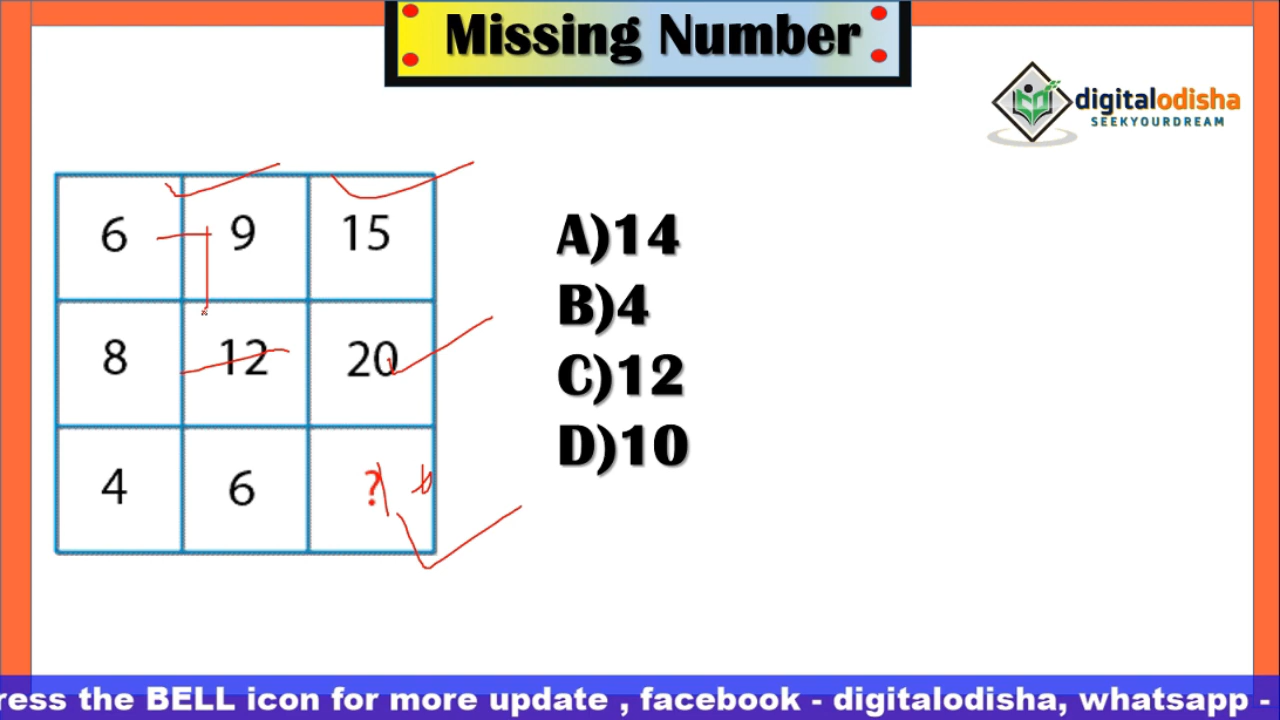 Missing Number
digitalodisha
SEEKYOURDREAM
6 9 15
8 12 20
4 6 ?
A)14
B)4
C)12
D)10
ress the BELL icon for more update , facebook - digitalodisha, whatsapp -